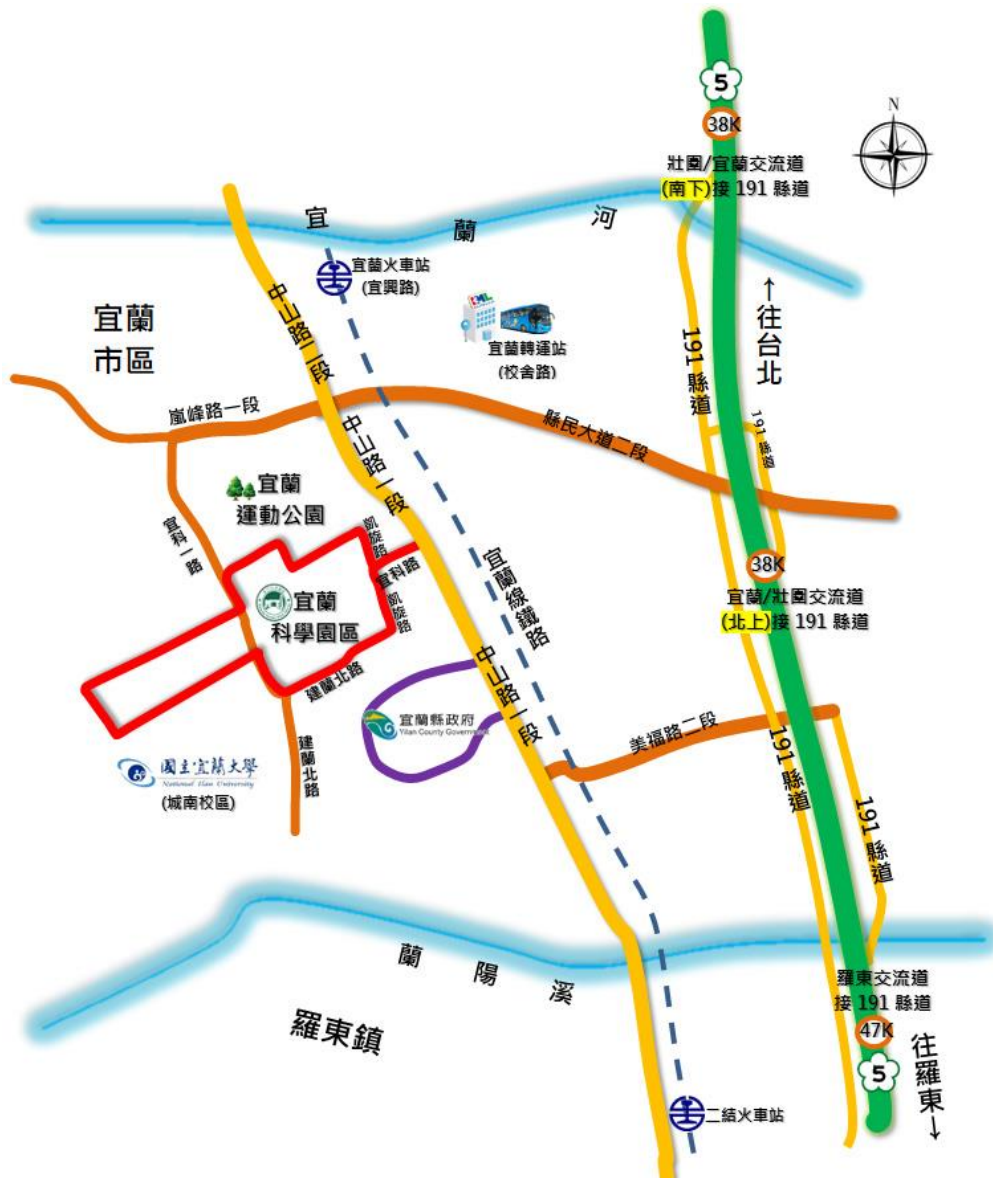 5
38K
N
壯圍/宜蘭交流道
(南下)接 191 縣道
宜 蘭 河
宜蘭火車站
(宜興路)
宜蘭
市區
中山路二段
宜蘭轉運站
(校舍路)
191 縣道
↑往台北
嵐峰路一段
中山路一段
縣民大道二段
191 縣道
宜蘭
運動公園
宜科一路
凱旋路
宜科路
宜蘭線鐵路
38K
宜蘭/壯圍交流道
(北上)接 191 縣道
宜蘭
科學園區
凱旋路
建蘭北路
中山路一段
宜蘭縣政府
Yilan County Government
美福路二段
191 縣道
建蘭北路
國立宜蘭大學
National Ilan University
(城南校區)
191 縣道
蘭 陽 溪
羅東鎮
羅東交流道
接 191 縣道
47K
5
往羅東↓
二結火車站